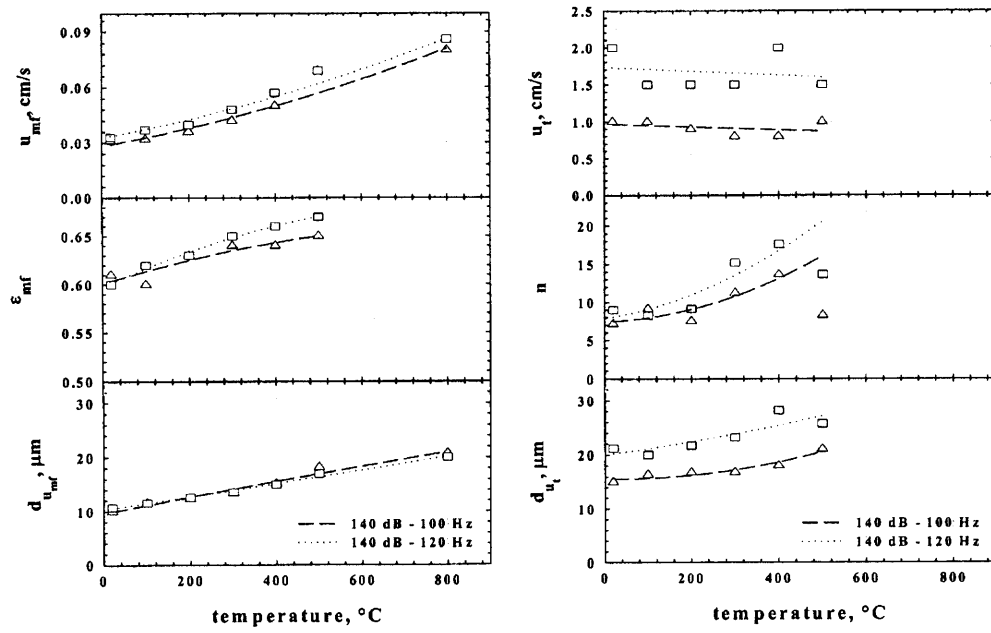 0.09
0.06
0.03
0.00
u_mf, cm/s
0.65
0.60
0.55
0.50
ε_mf
30
20
10
0
d_u_mf, μm
140 dB - 100 Hz
140 dB - 120 Hz
0 200 400 600 800
temperature, °C
2.5
2.0
1.5
1.0
0.5
0.0
u_t, cm/s
20
15
10
5
0
n
30
20
10
0
d_u_t, μm
140 dB - 100 Hz
140 dB - 120 Hz
0 200 400 600 800
temperature, °C